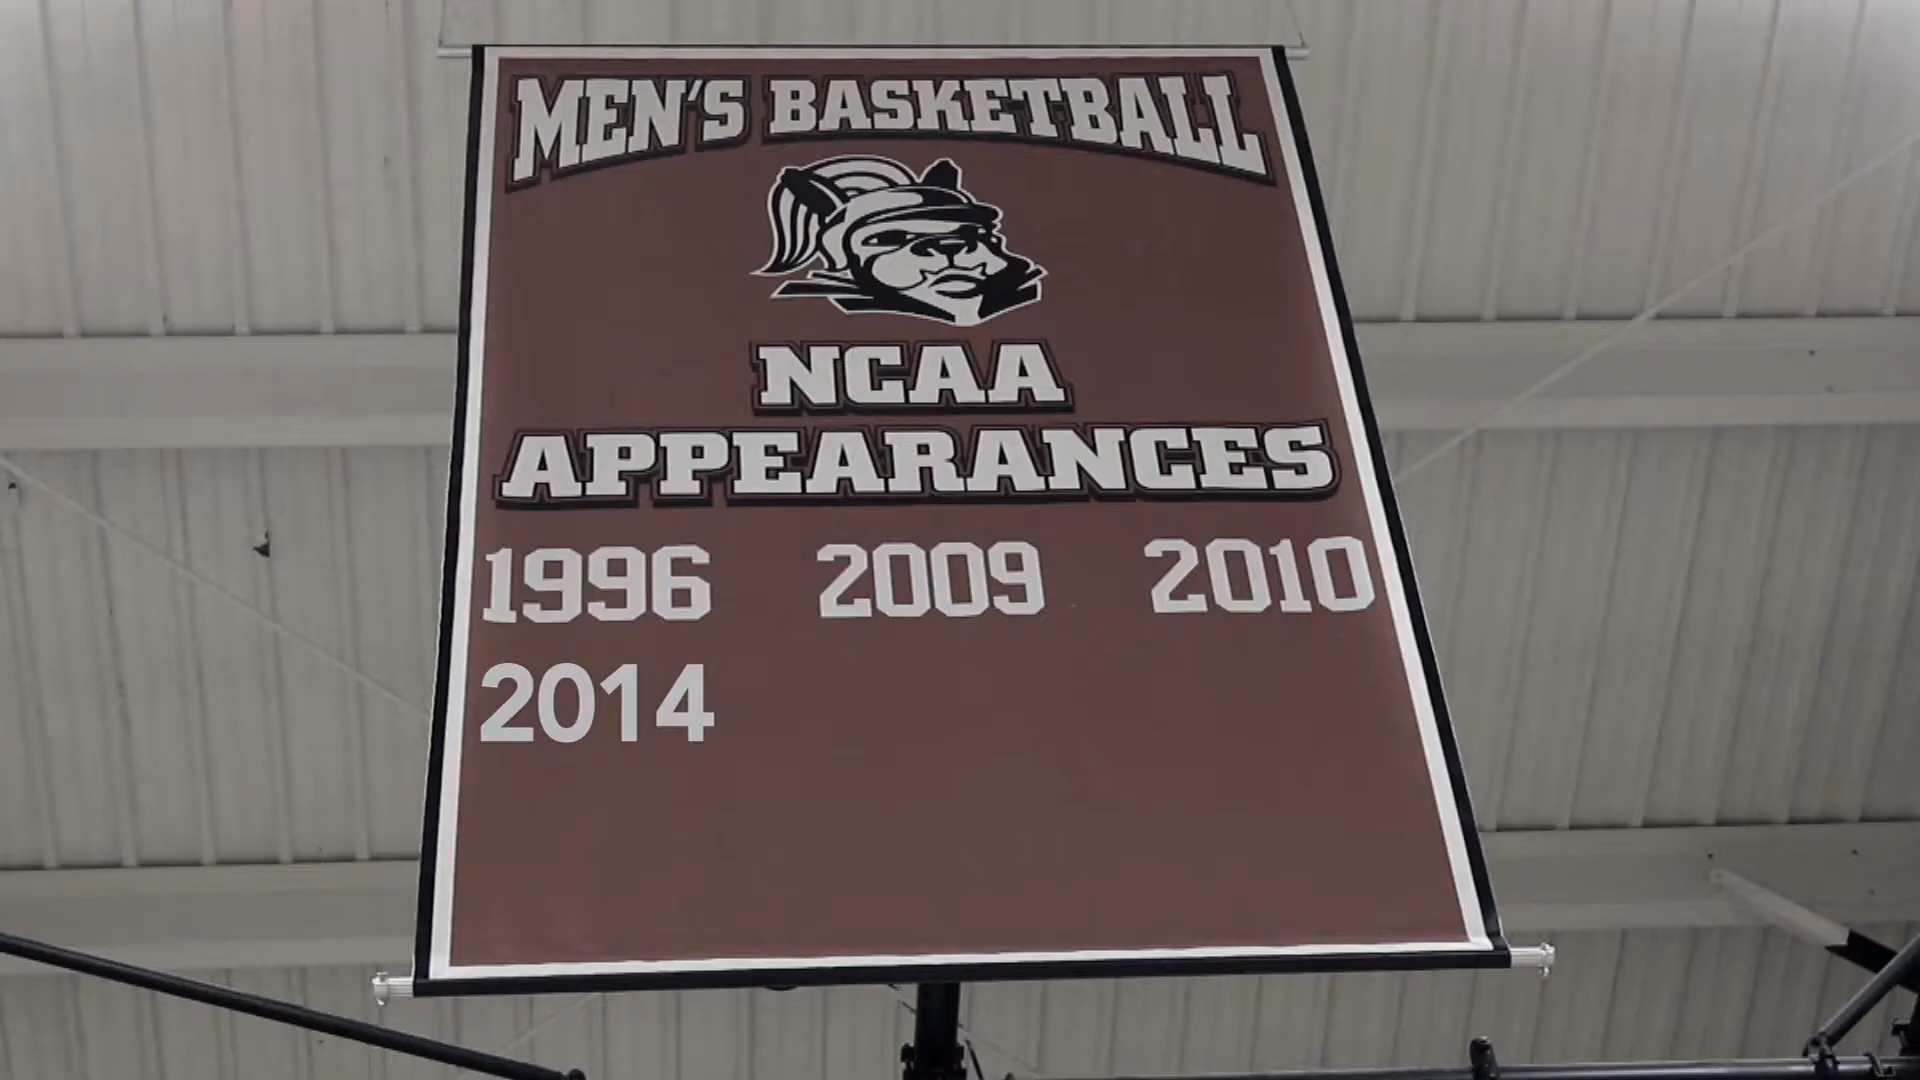 MEN'S BASKETBALL
NCAA
APPEARANCES
1996 2009 2010
2014